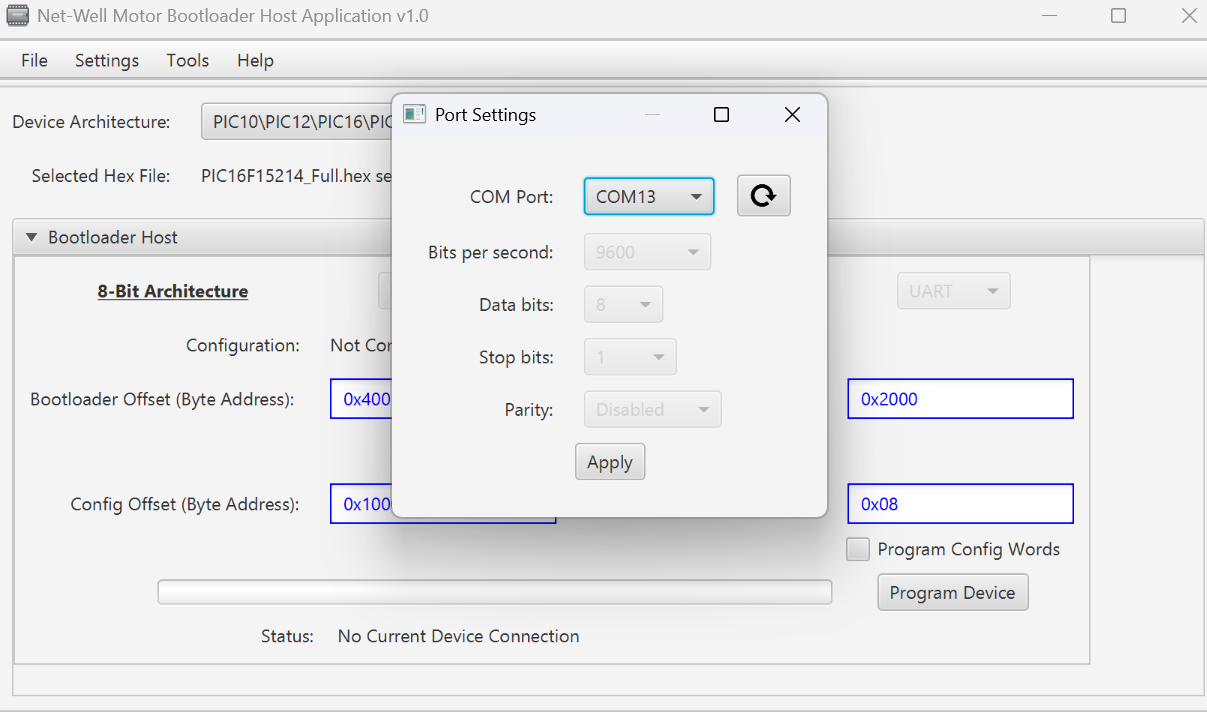 Net-Well Motor Bootloader Host Application v1.0
File Settings Tools Help
Port Settings
Device Architecture: PIC10\PIC12\PIC16\PIC
Selected Hex File: PIC16F15214_Full.hex se
COM Port: COM13
Bootloader Host
Bits per second: 9600
8-Bit Architecture
UART
Data bits: 8
Configuration: Not Cor
Stop bits: 1
Bootloader Offset (Byte Address): 0x400
0x2000
Parity: Disabled
Apply
Config Offset (Byte Address): 0x100
0x08
Program Config Words
Program Device
Status: No Current Device Connection